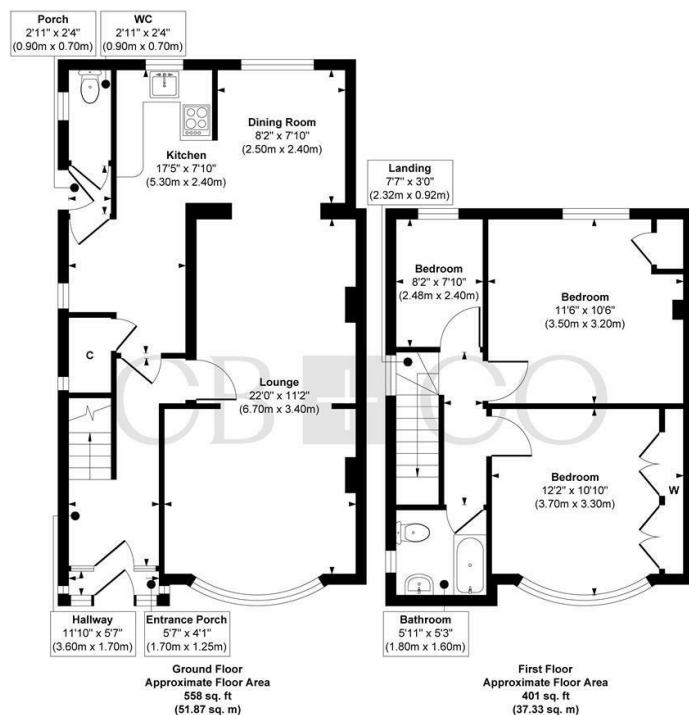 Porch
2'11" x 2'4"
(0.90m x 0.70m)
WC
2'11" x 2'4"
(0.90m x 0.70m)
Dining Room
8'2" x 7'10"
(2.50m x 2.40m)
Kitchen
17'5" x 7'10"
(5.30m x 2.40m)
Landing
7'7" x 3'0"
(2.32m x 0.92m)
Bedroom
8'2" x 7'10"
(2.48m x 2.40m)
Bedroom
11'6" x 10'6"
(3.50m x 3.20m)
C
CB + CO
Lounge
22'0" x 11'2"
(6.70m x 3.40m)
Bedroom
12'2" x 10'10"
(3.70m x 3.30m)
W
Hallway
11'10" x 5'7"
(3.60m x 1.70m)
Entrance Porch
5'7" x 4'1"
(1.70m x 1.25m)
Bathroom
5'11" x 5'3"
(1.80m x 1.60m)
Ground Floor
Approximate Floor Area
558 sq. ft
(51.87 sq. m)
First Floor
Approximate Floor Area
401 sq. ft
(37.33 sq. m)